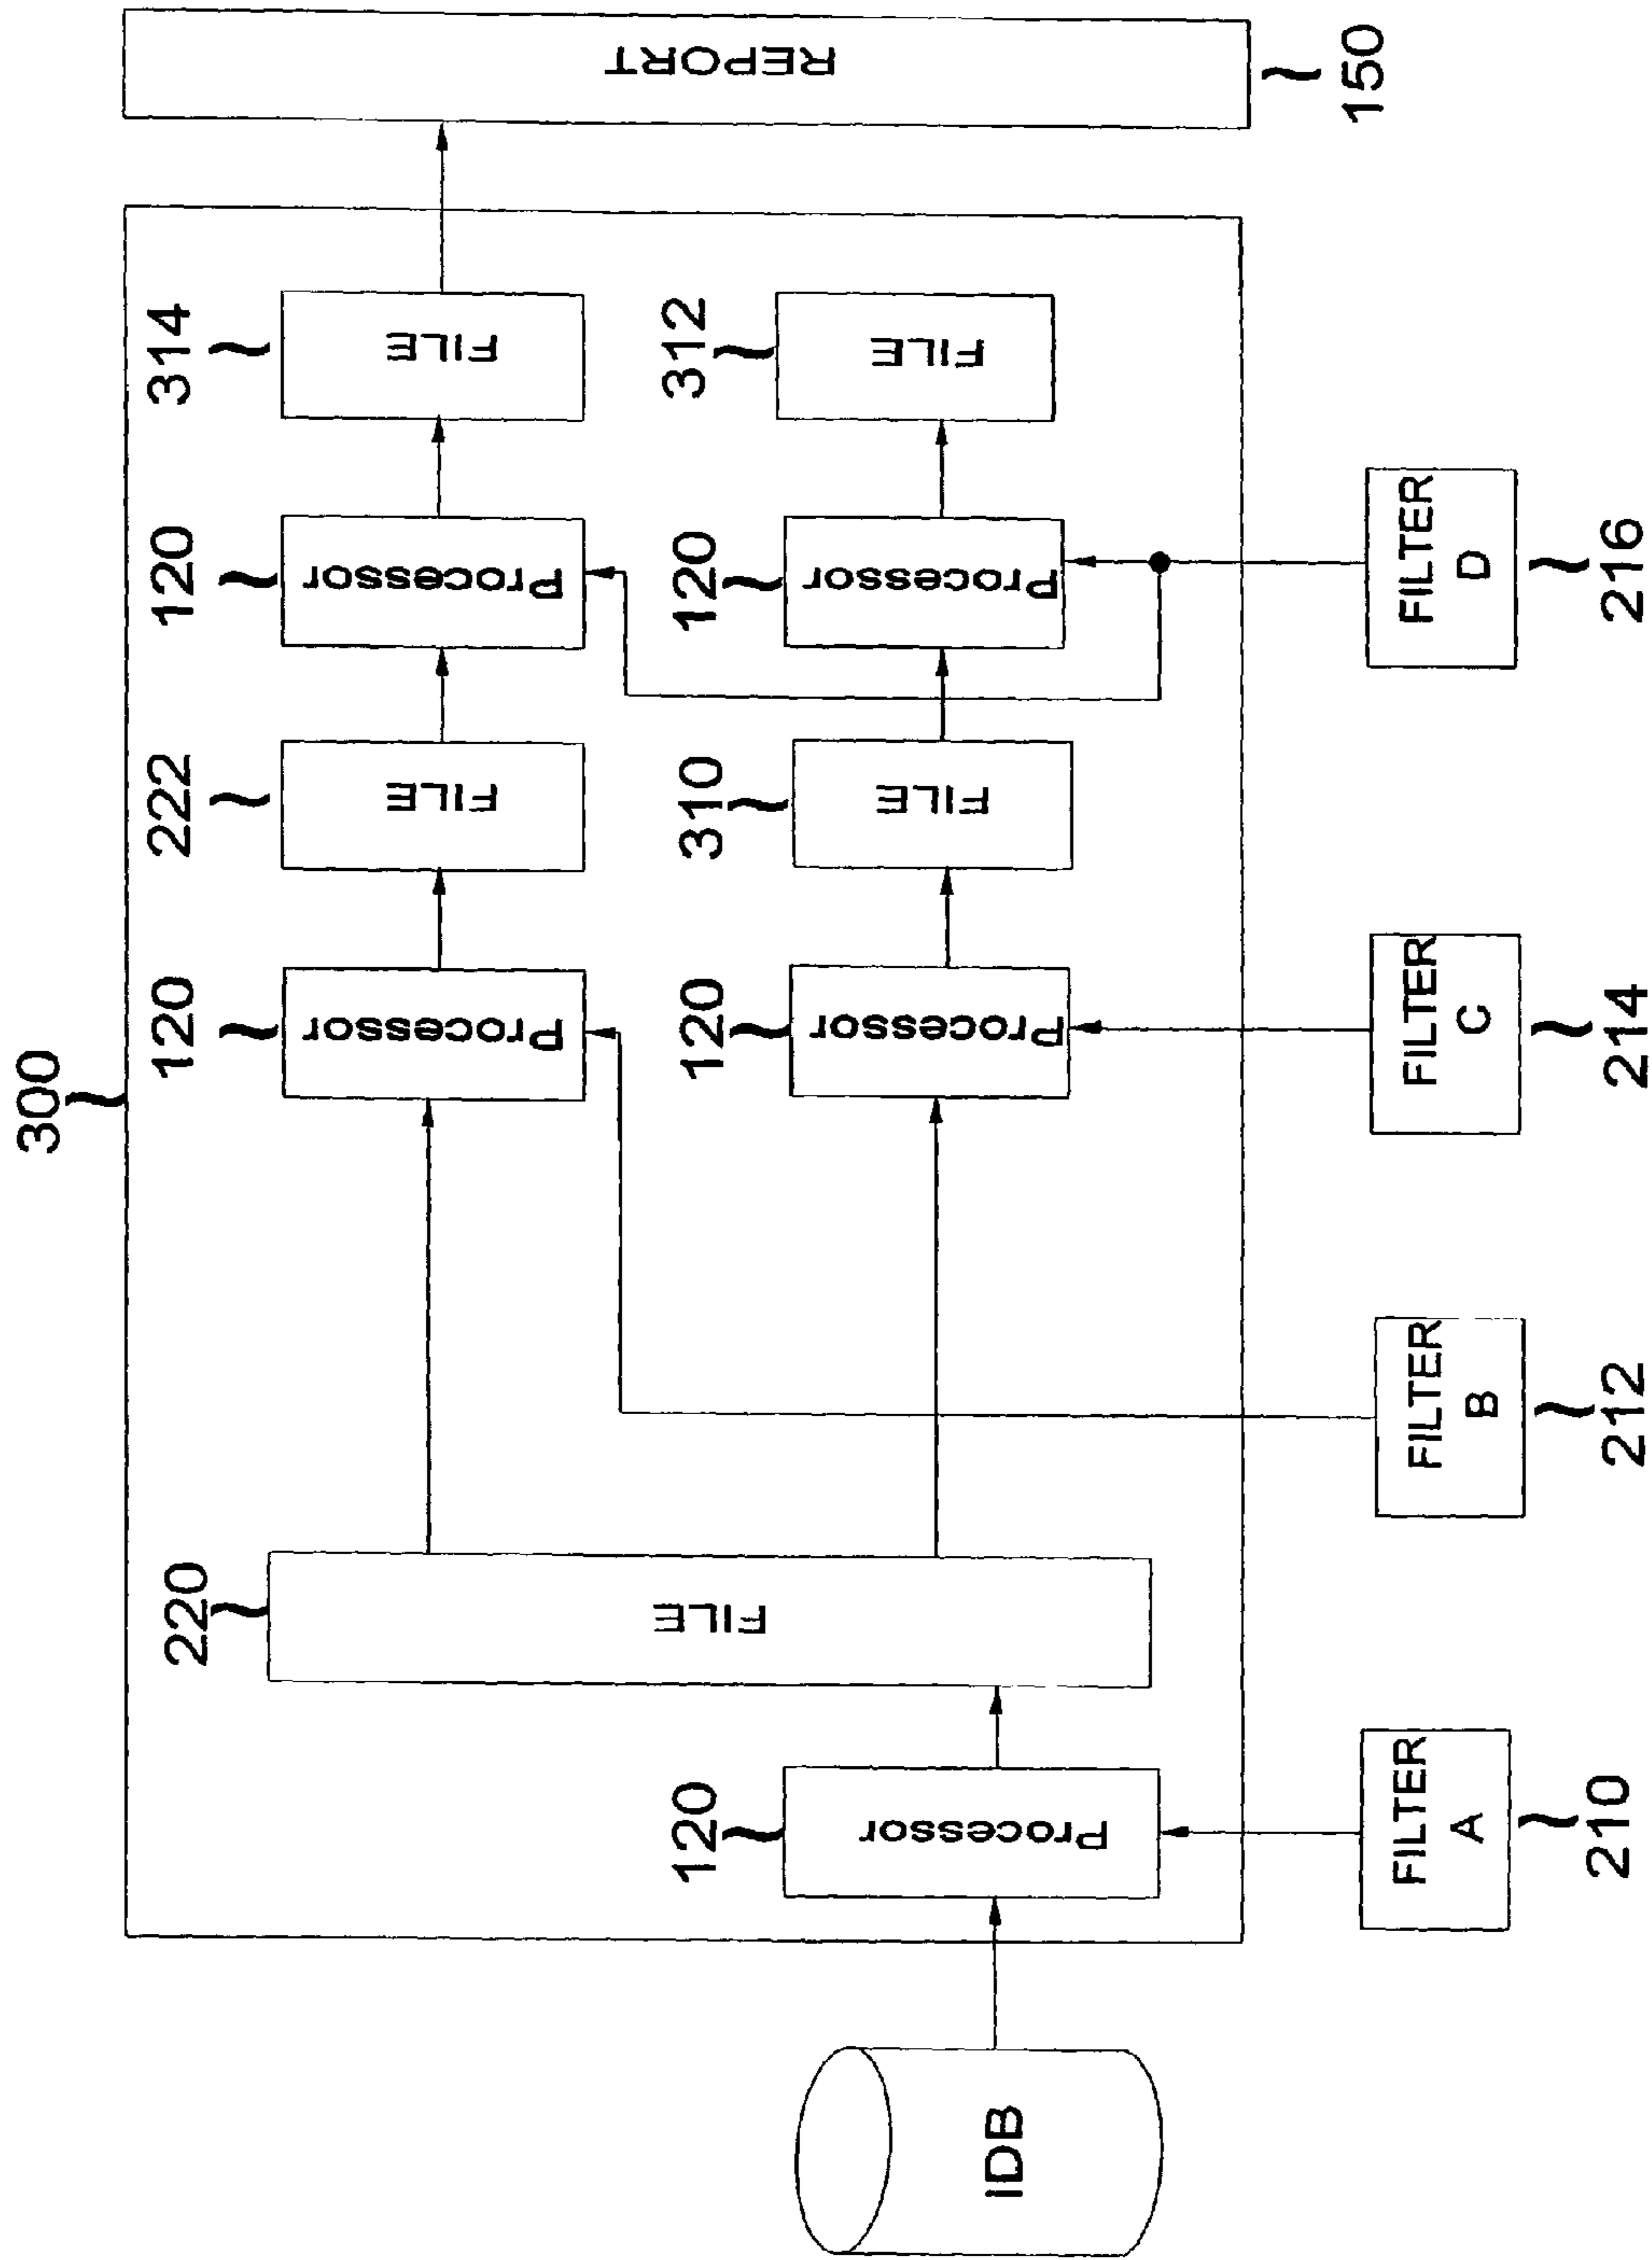 300
314
FILE
120
Processor
222
FILE
120
Processor
220
FILE
312
FILE
120
Processor
310
FILE
120
Processor
120
Processor
IDB
REPORT
150
FILTER
A
210
FILTER
B
212
FILTER
C
214
FILTER
D
216